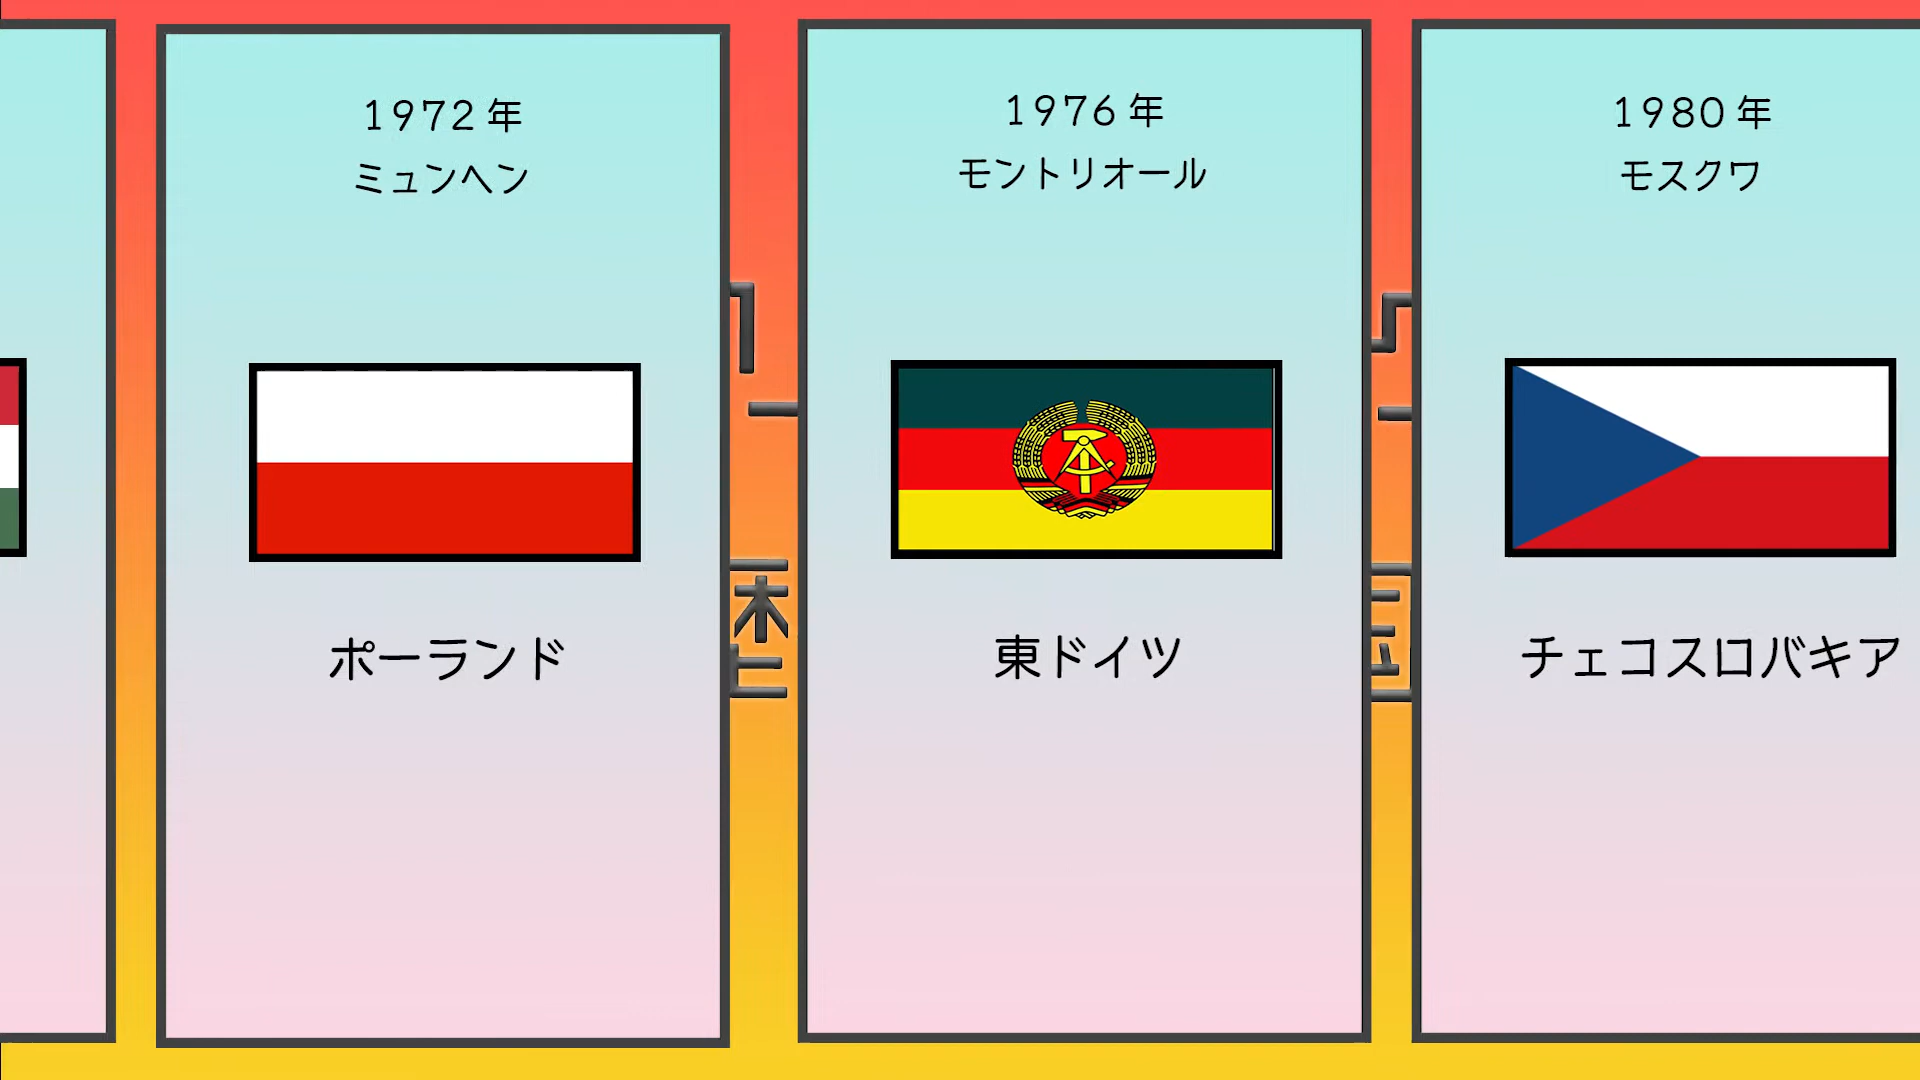 1972年
ミュンヘン
ポーランド
1976年
モントリオール
東ドイツ
1980年
モスクワ
チェコスロバキア